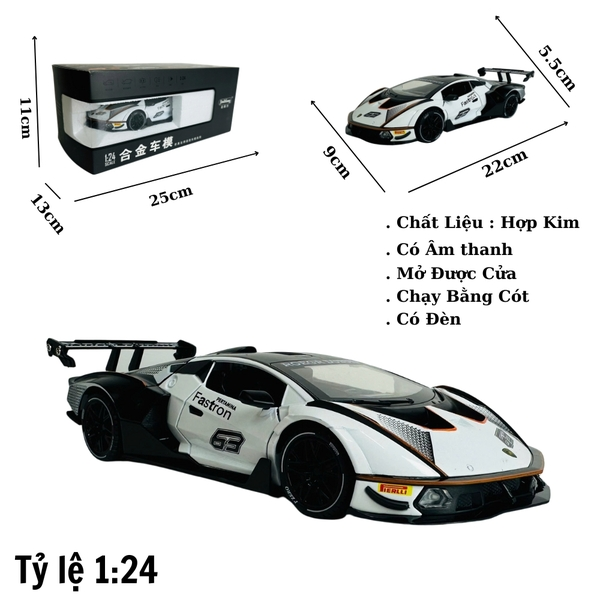 11cm
1:24
合金车模
25cm
13cm
5.5cm
9cm
22cm
. Chất Liệu : Hợp Kim
. Có Âm thanh
. Mở Được Cửa
. Chạy Bằng Cót
. Có Đèn
PERTAMINA
Fastron
63
PIRELLI
Tỷ lệ 1:24